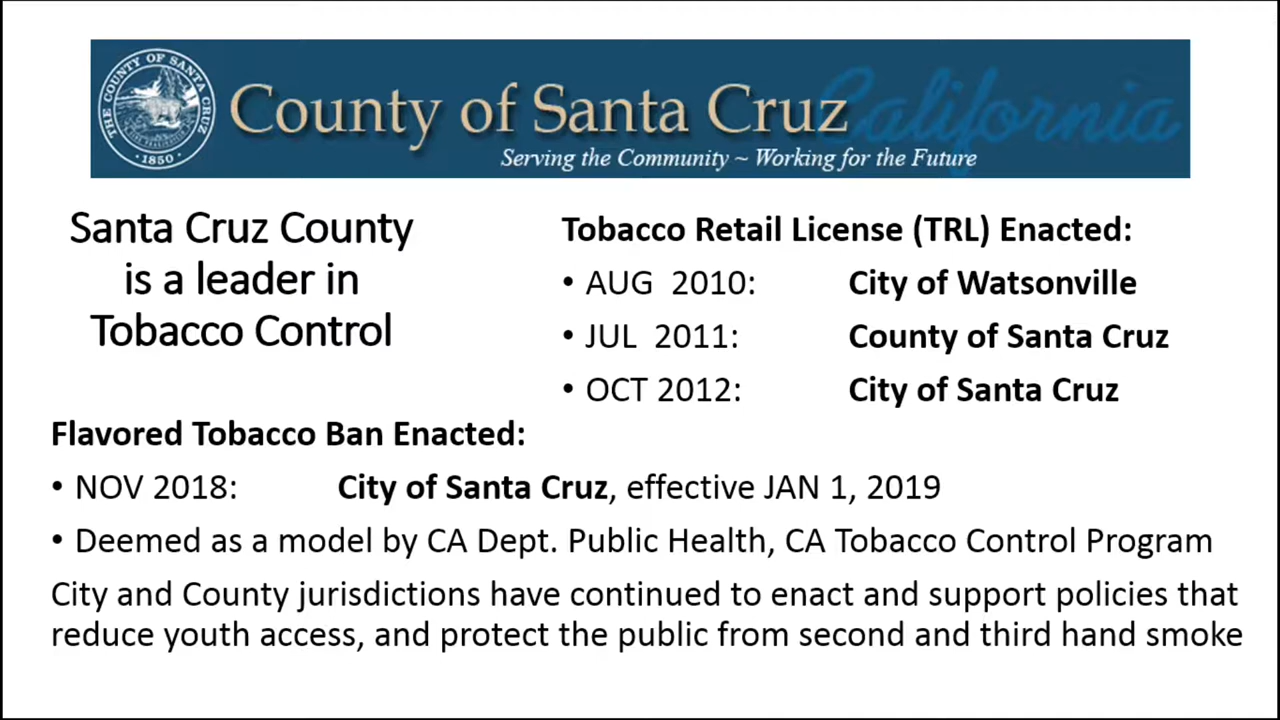 THE COUNTY OF SANTA CRUZ
1850
County of Santa Cruz
California
Serving the Community ~ Working for the Future
Santa Cruz County
is a leader in
Tobacco Control
Tobacco Retail License (TRL) Enacted:
• AUG 2010: City of Watsonville
• JUL 2011: County of Santa Cruz
• OCT 2012: City of Santa Cruz
Flavored Tobacco Ban Enacted:
• NOV 2018: City of Santa Cruz, effective JAN 1, 2019
• Deemed as a model by CA Dept. Public Health, CA Tobacco Control Program
City and County jurisdictions have continued to enact and support policies that
reduce youth access, and protect the public from second and third hand smoke